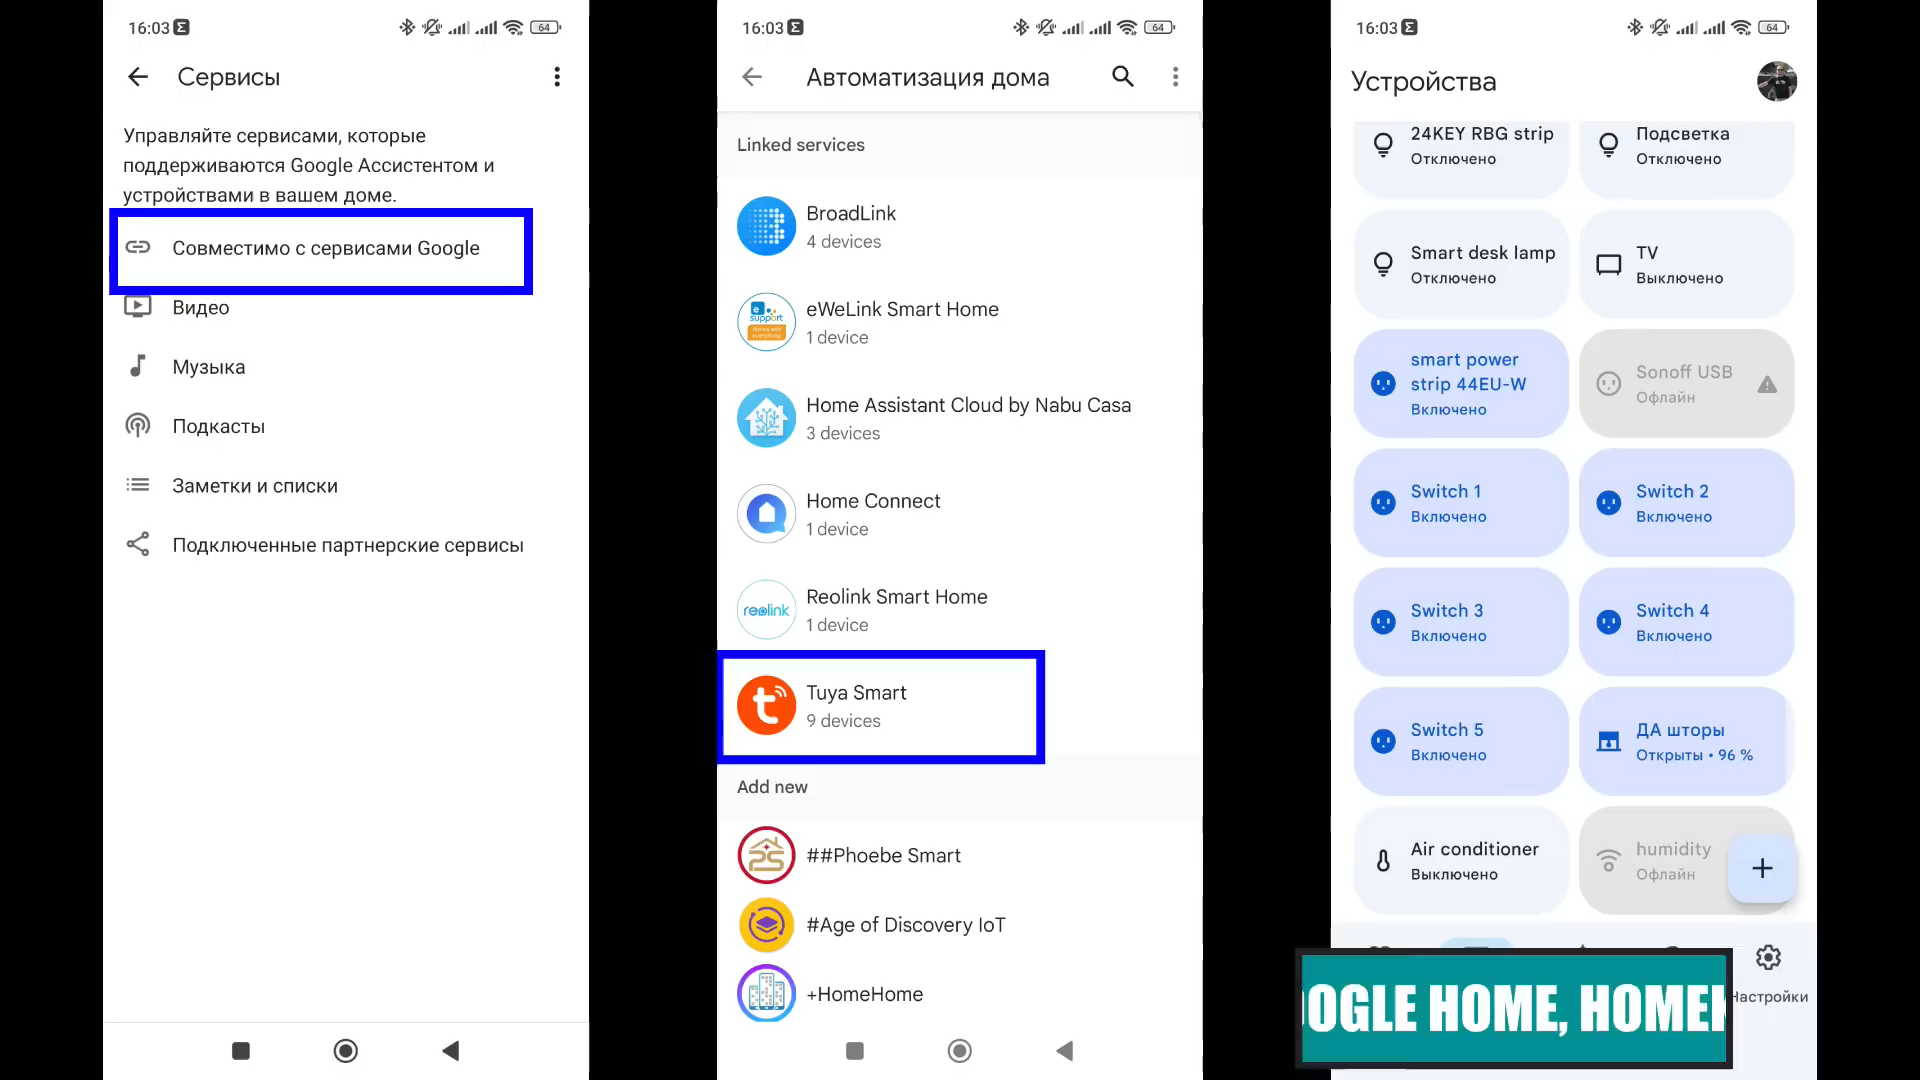 16:03
64
Сервисы
Управляйте сервисами, которые
поддерживаются Google Ассистентом и
устройствами в вашем доме.
Совместимо с сервисами Google
Видео
Музыка
Подкасты
Заметки и списки
Подключенные партнерские сервисы
16:03
64
Автоматизация дома
Linked services
BroadLink
4 devices
e
support
eWeLink Smart Home
1 device
Home Assistant Cloud by Nabu Casa
3 devices
Home Connect
1 device
reolink
Reolink Smart Home
1 device
Tuya Smart
9 devices
Add new
##Phoebe Smart
#Age of Discovery IoT
+HomeHome
16:03
64
Устройства
24KEY RBG strip
Отключено
Подсветка
Отключено
Smart desk lamp
Отключено
TV
Выключено
smart power
strip 44EU-W
Включено
Sonoff USB
Офлайн
Switch 1
Включено
Switch 2
Включено
Switch 3
Включено
Switch 4
Включено
Switch 5
Включено
ДА шторы
Открыты • 96 %
Air conditioner
Выключено
humidity
Офлайн
+
Настройки
OGLE HOME, HOME